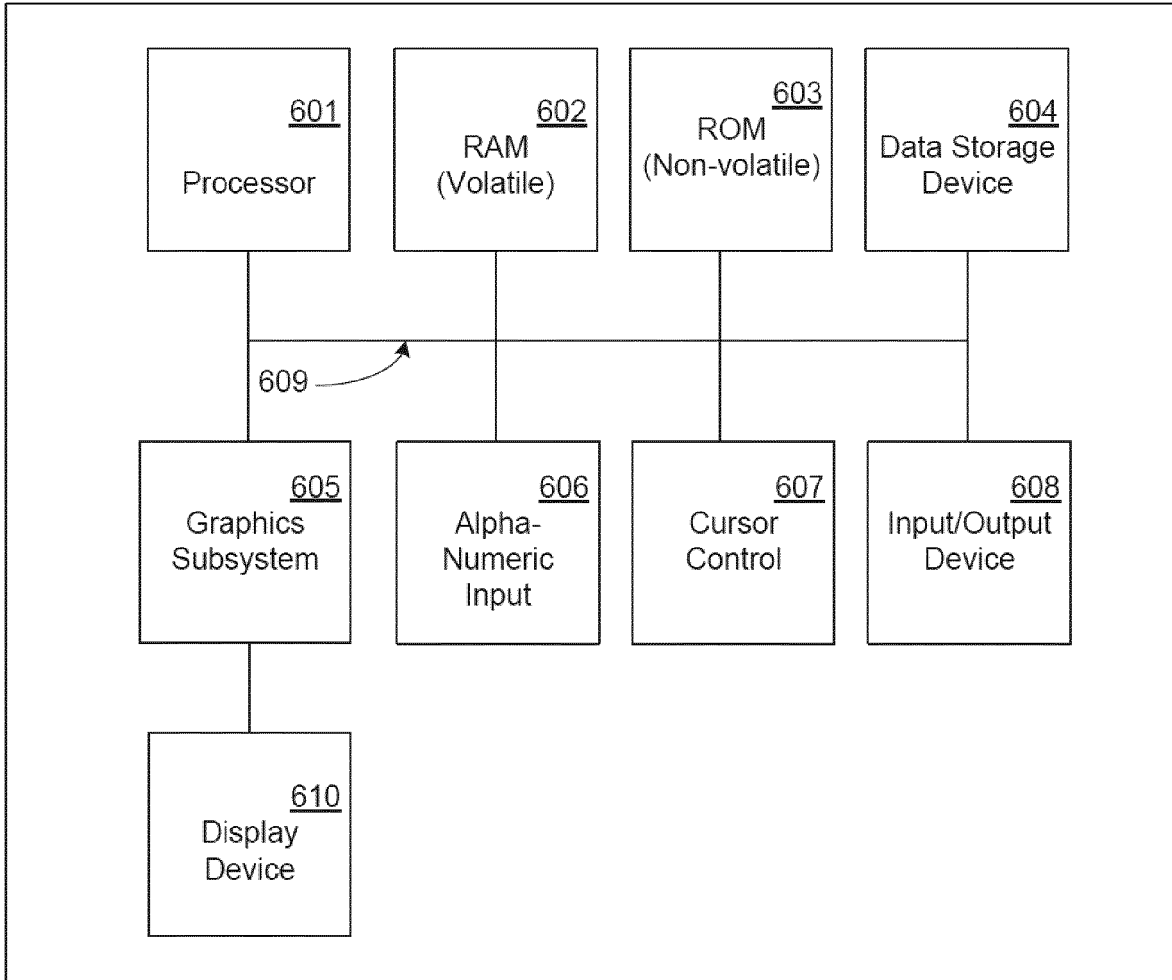 601
Processor
602
RAM
(Volatile)
603
ROM
(Non-volatile)
604
Data Storage
Device
609
605
Graphics
Subsystem
606
Alpha-
Numeric
Input
607
Cursor
Control
608
Input/Output
Device
610
Display
Device